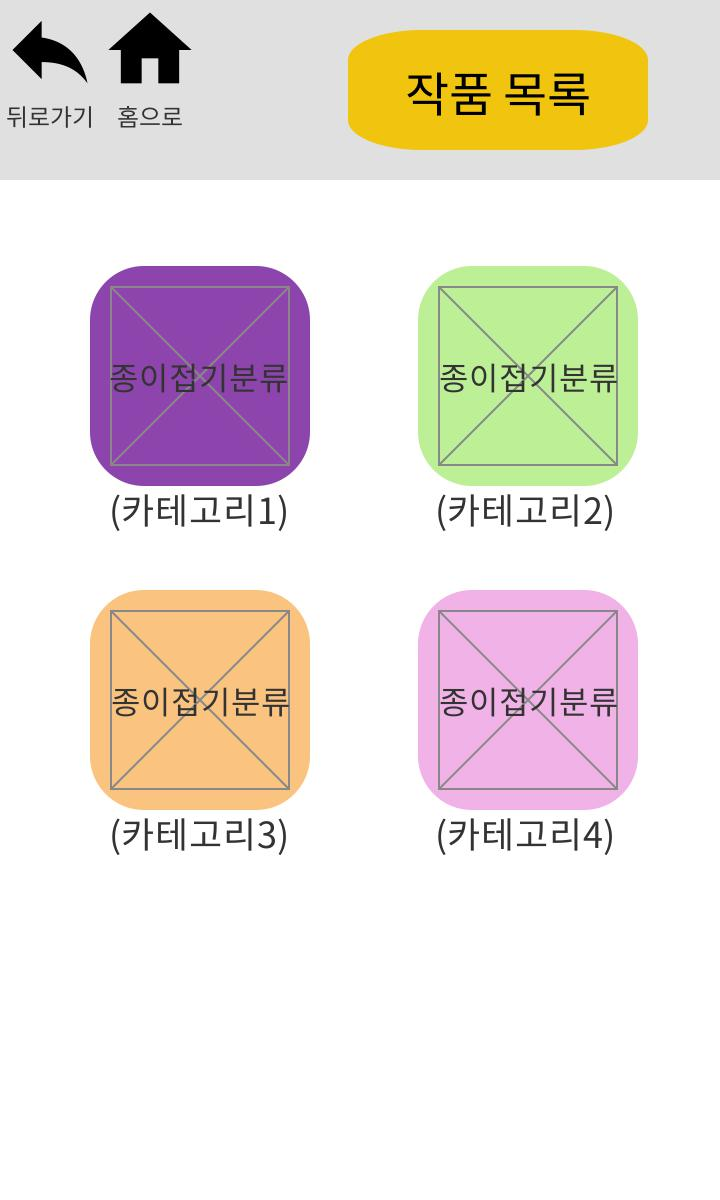 뒤로가기
홈으로
작품 목록
종이접기분류
종이접기분류
(카테고리1)
(카테고리2)
종이접기분류
종이접기분류
(카테고리3)
(카테고리4)